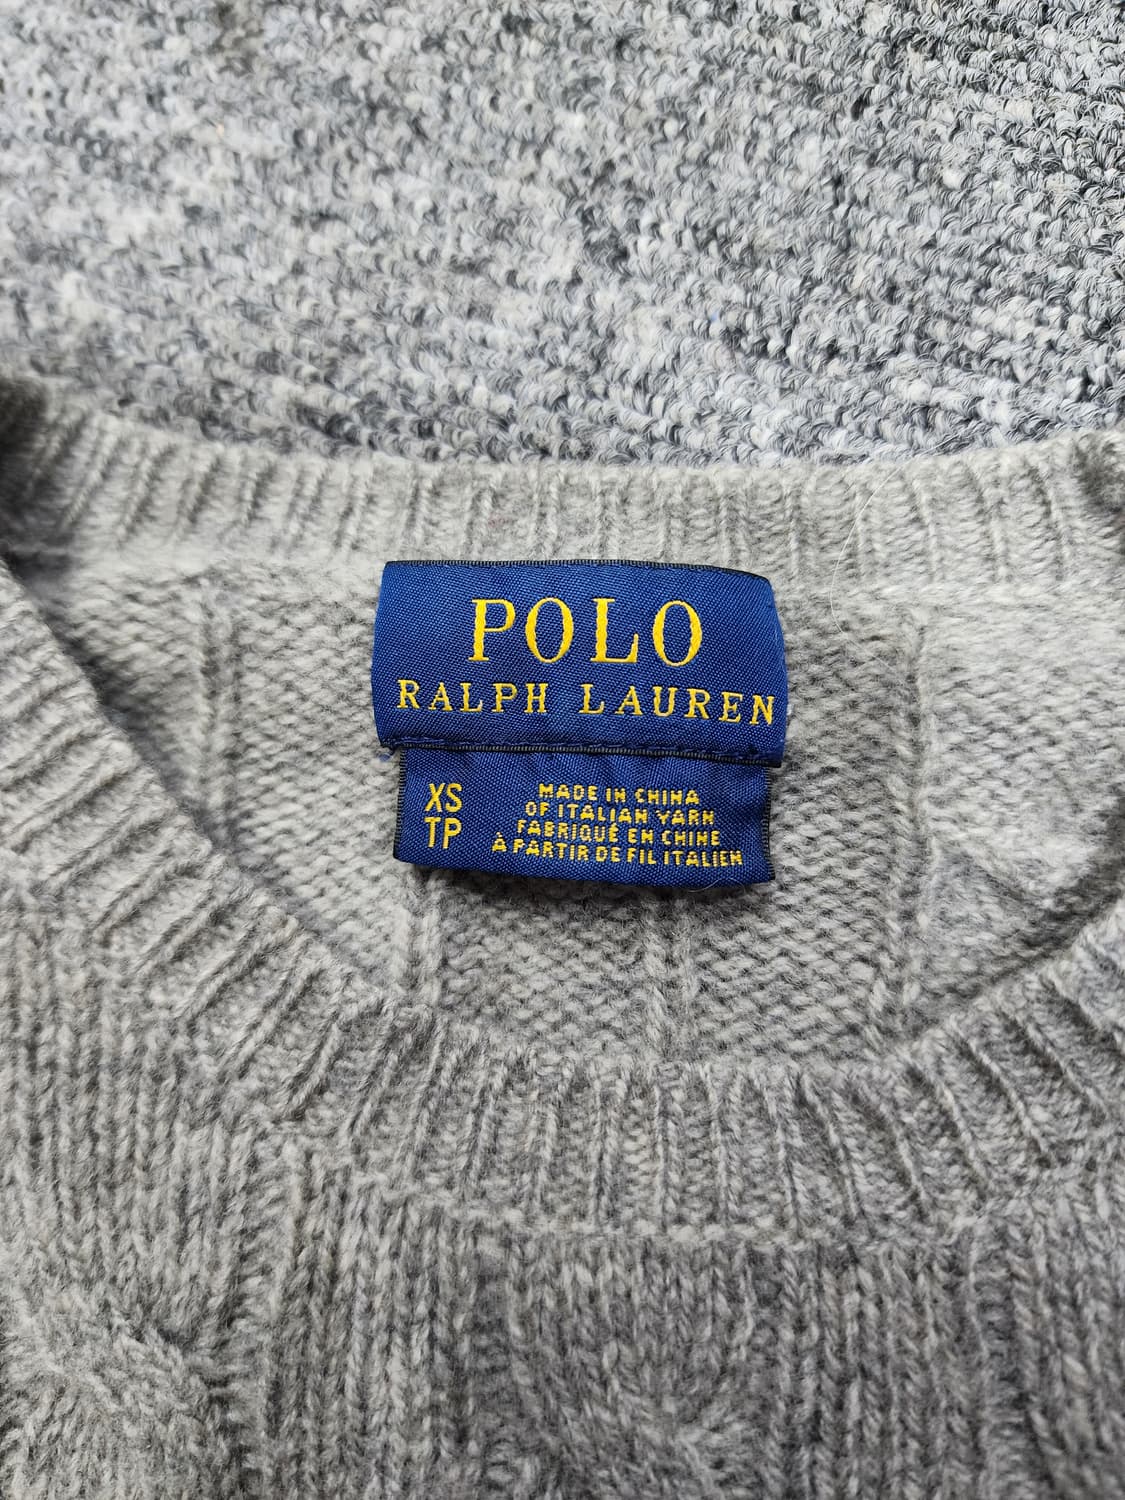 POLO
RALPH LAUREN
XS
TP
MADE IN CHINA
OF ITALIAN YARN
FABRIQUÉ EN CHINE
À PARTIR DE FIL ITALIEN